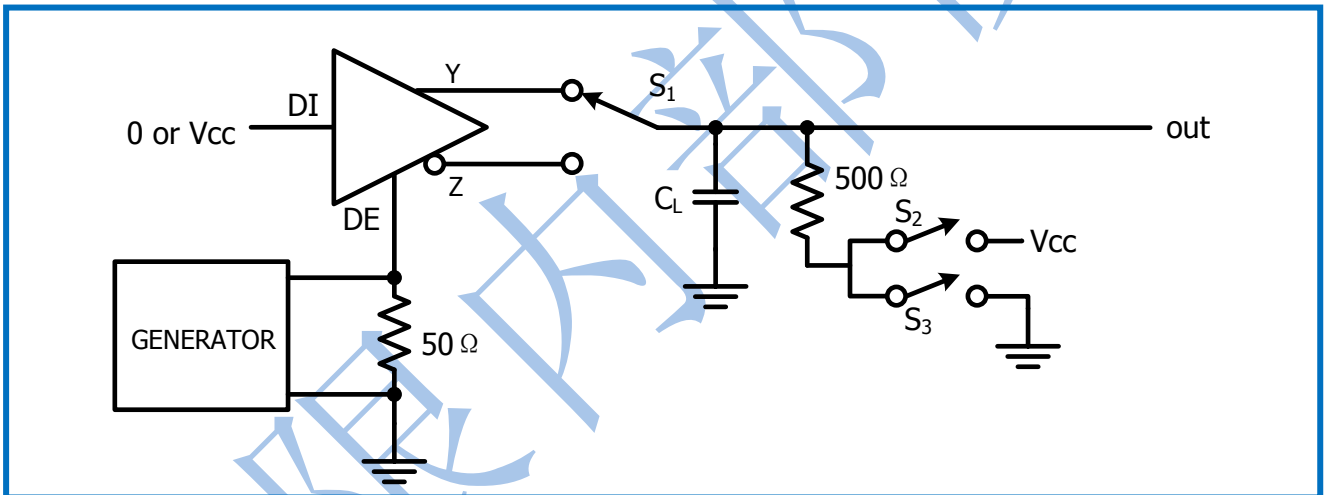 Y
S1
DI
0 or Vcc
out
Z
500 Ω
CL
S2
DE
Vcc
S3
GENERATOR
50 Ω